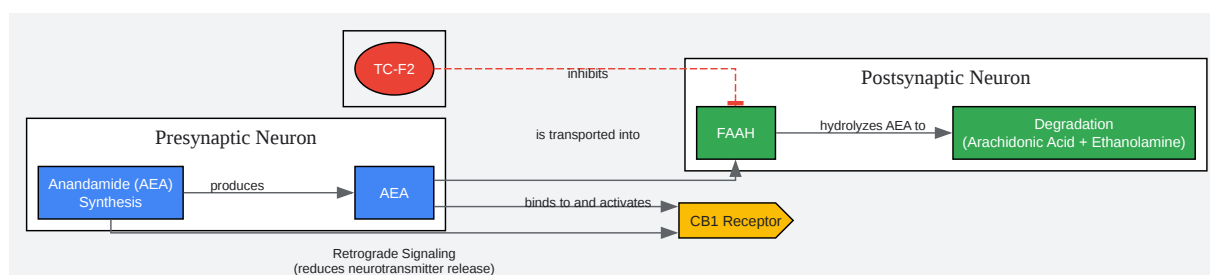 TC-F2
inhibits
Postsynaptic Neuron
Presynaptic Neuron
is transported into
FAAH
hydrolyzes AEA to
Degradation
(Arachidonic Acid + Ethanolamine)
Anandamide (AEA)
Synthesis
produces
AEA
binds to and activates
CB1 Receptor
Retrograde Signaling
(reduces neurotransmitter release)